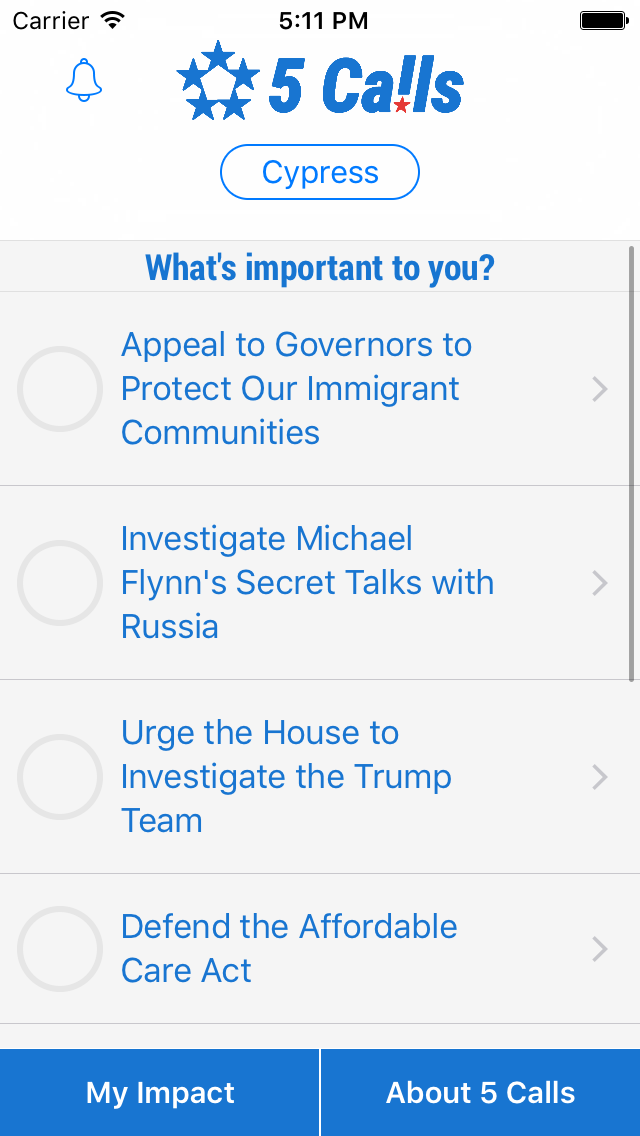 Carrier 5:11 PM
5 Calls
Cypress
What's important to you?
Appeal to Governors to
Protect Our Immigrant
Communities
Investigate Michael
Flynn's Secret Talks with
Russia
Urge the House to
Investigate the Trump
Team
Defend the Affordable
Care Act
My Impact About 5 Calls